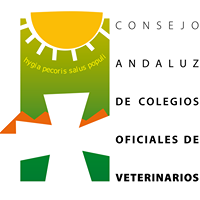 hygia pecoris salus populi
CONSEJO
ANDALUZ
DE COLEGIOS
OFICIALES DE
VETERINARIOS